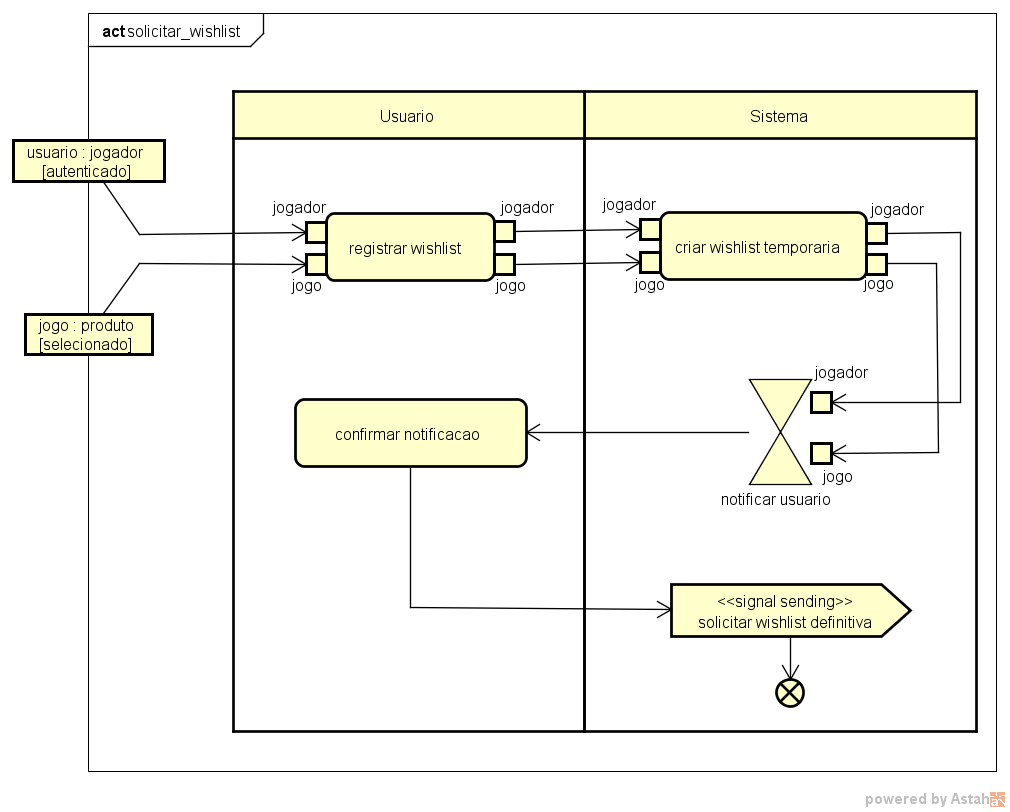 act solicitar_wishlist
Usuario
Sistema
usuario : jogador
[autenticado]
jogador
jogador
jogador
jogador
registrar wishlist
criar wishlist temporaria
jogo
jogo
jogo
jogo
jogo : produto
[selecionado]
jogador
confirmar notificacao
jogo
notificar usuario
<<signal sending>>
solicitar wishlist definitiva
powered by Astah